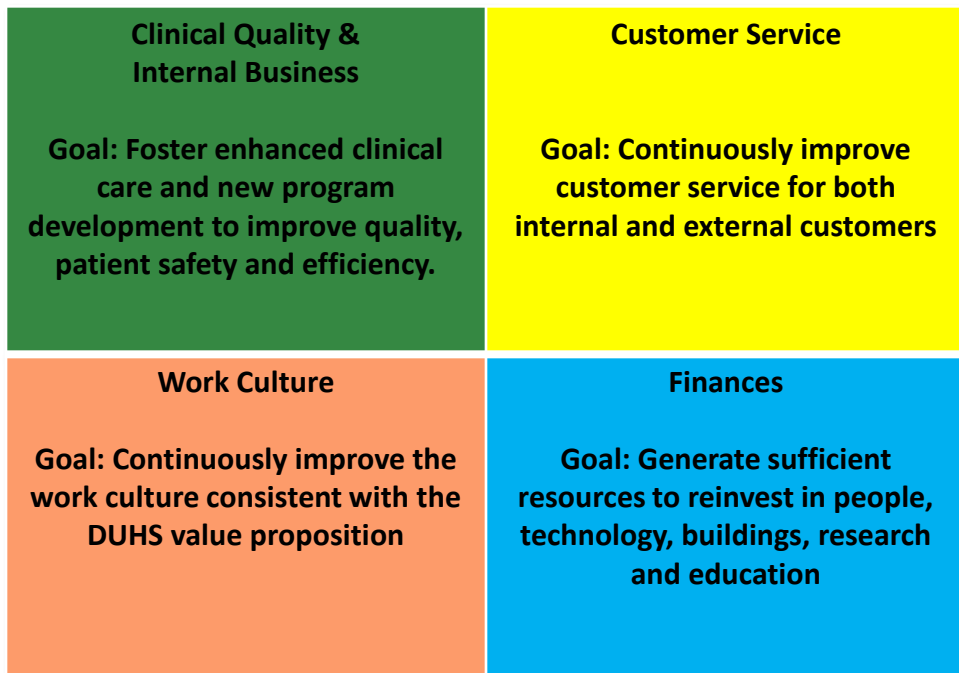 Clinical Quality &
Internal Business
Goal: Foster enhanced clinical
care and new program
development to improve quality,
patient safety and efficiency.
Customer Service
Goal: Continuously improve
customer service for both
internal and external customers
Work Culture
Goal: Continuously improve the
work culture consistent with the
DUHS value proposition
Finances
Goal: Generate sufficient
resources to reinvest in people,
technology, buildings, research
and education